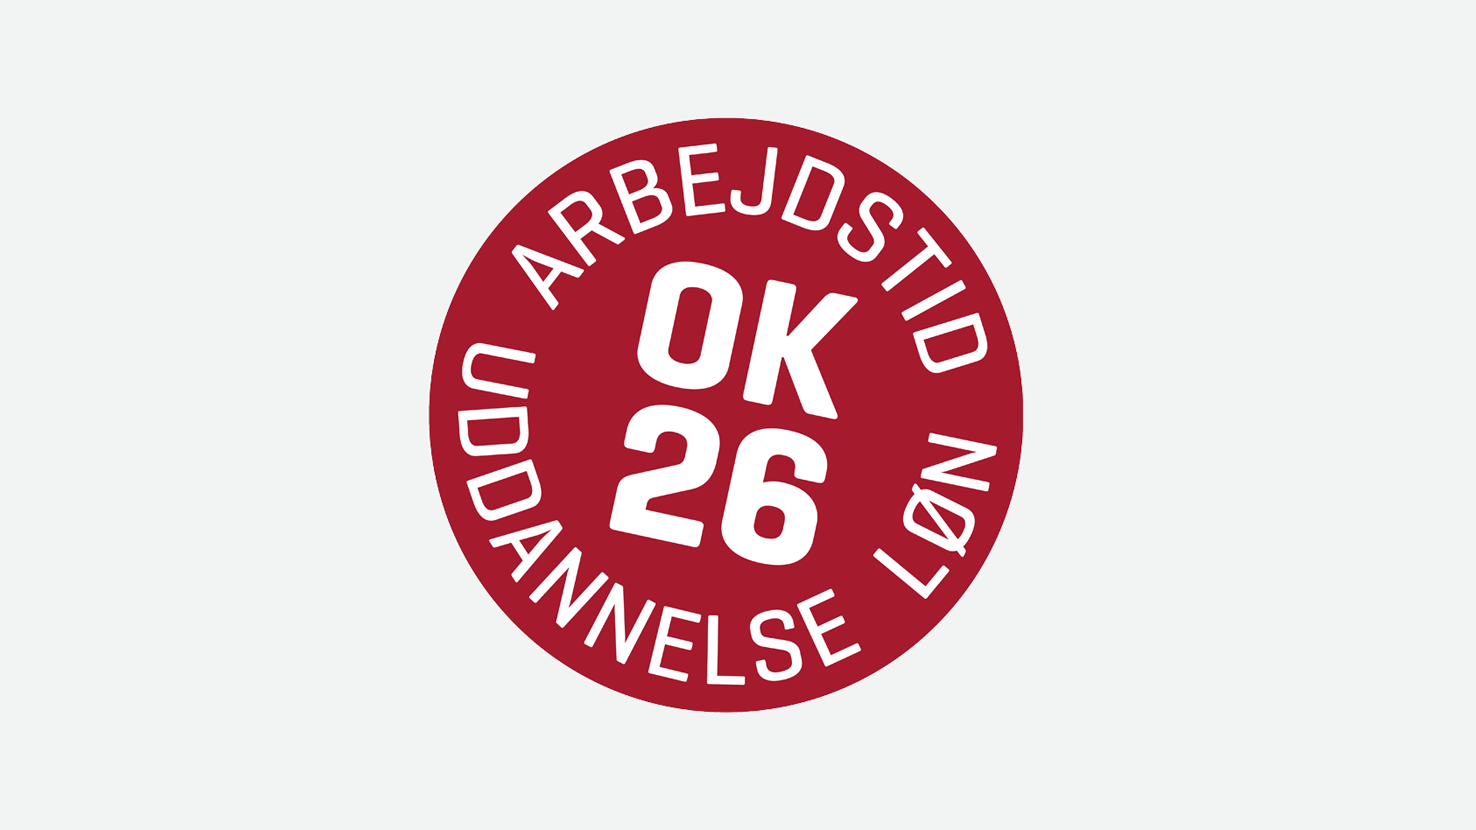 ARBEJDSTID
LØN
UDDANNELSE
OK
26